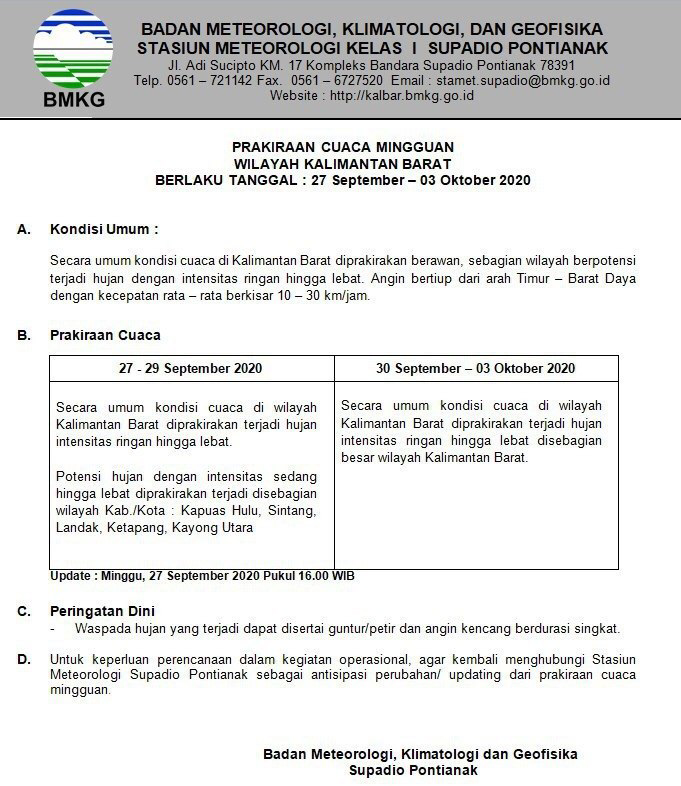 BMKG
BADAN METEOROLOGI, KLIMATOLOGI, DAN GEOFISIKA
STASIUN METEOROLOGI KELAS I SUPADIO PONTIANAK
Jl. Adi Sucipto KM. 17 Kompleks Bandara Supadio Pontianak 78391
Telp. 0561 – 721142 Fax. 0561 – 6727520 Email : stamet.supadio@bmkg.go.id
Website : http://kalbar.bmkg.go.id
PRAKIRAAN CUACA MINGGUAN
WILAYAH KALIMANTAN BARAT
BERLAKU TANGGAL : 27 September – 03 Oktober 2020
A. Kondisi Umum :
Secara umum kondisi cuaca di Kalimantan Barat diprakirakan berawan, sebagian wilayah berpotensi
terjadi hujan dengan intensitas ringan hingga lebat. Angin bertiup dari arah Timur – Barat Daya
dengan kecepatan rata – rata berkisar 10 – 30 km/jam.
B. Prakiraan Cuaca
27 - 29 September 2020
Secara umum kondisi cuaca di wilayah
Kalimantan Barat diprakirakan terjadi hujan
intensitas ringan hingga lebat.
Potensi hujan dengan intensitas sedang
hingga lebat diprakirakan terjadi disebagian
wilayah Kab./Kota : Kapuas Hulu, Sintang,
Landak, Ketapang, Kayong Utara
30 September – 03 Oktober 2020
Secara umum kondisi cuaca di wilayah
Kalimantan Barat diprakirakan terjadi hujan
intensitas ringan hingga lebat disebagian
besar wilayah Kalimantan Barat.
Update : Minggu, 27 September 2020 Pukul 16.00 WIB
C. Peringatan Dini
- Waspada hujan yang terjadi dapat disertai guntur/petir dan angin kencang berdurasi singkat.
D. Untuk keperluan perencanaan dalam kegiatan operasional, agar kembali menghubungi Stasiun
Meteorologi Supadio Pontianak sebagai antisipasi perubahan/ updating dari prakiraan cuaca
mingguan.
Badan Meteorologi, Klimatologi dan Geofisika
Supadio Pontianak